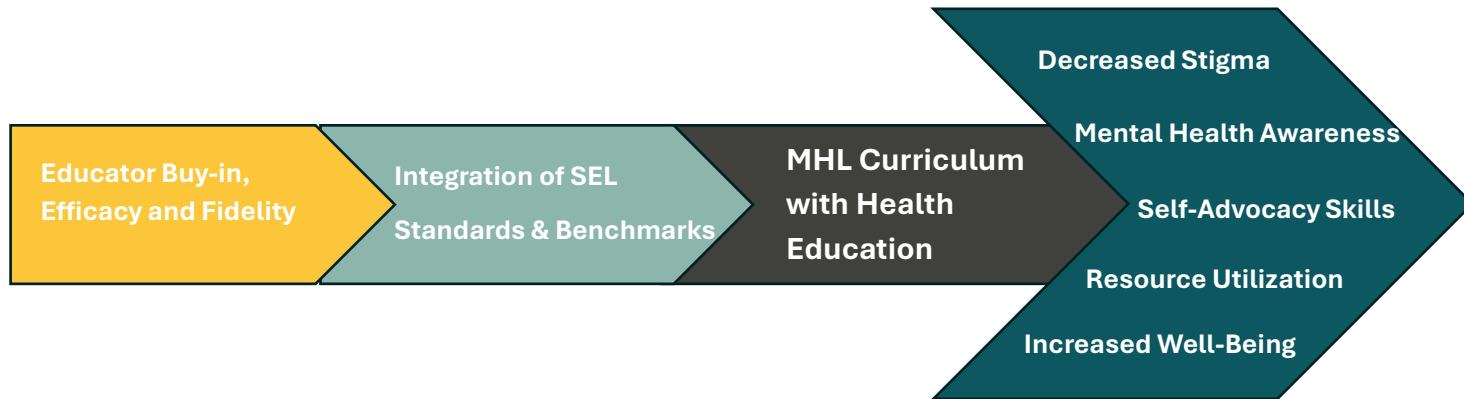 Educator Buy-in,
Efficacy and Fidelity
Integration of SEL
Standards & Benchmarks
MHL Curriculum
with Health
Education
Decreased Stigma
Mental Health Awareness
Self-Advocacy Skills
Resource Utilization
Increased Well-Being